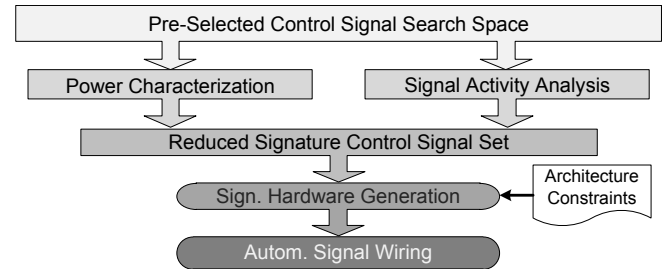 Pre-Selected Control Signal Search Space
Power Characterization
Signal Activity Analysis
Reduced Signature Control Signal Set
Sign. Hardware Generation
Architecture
Constraints
Autom. Signal Wiring